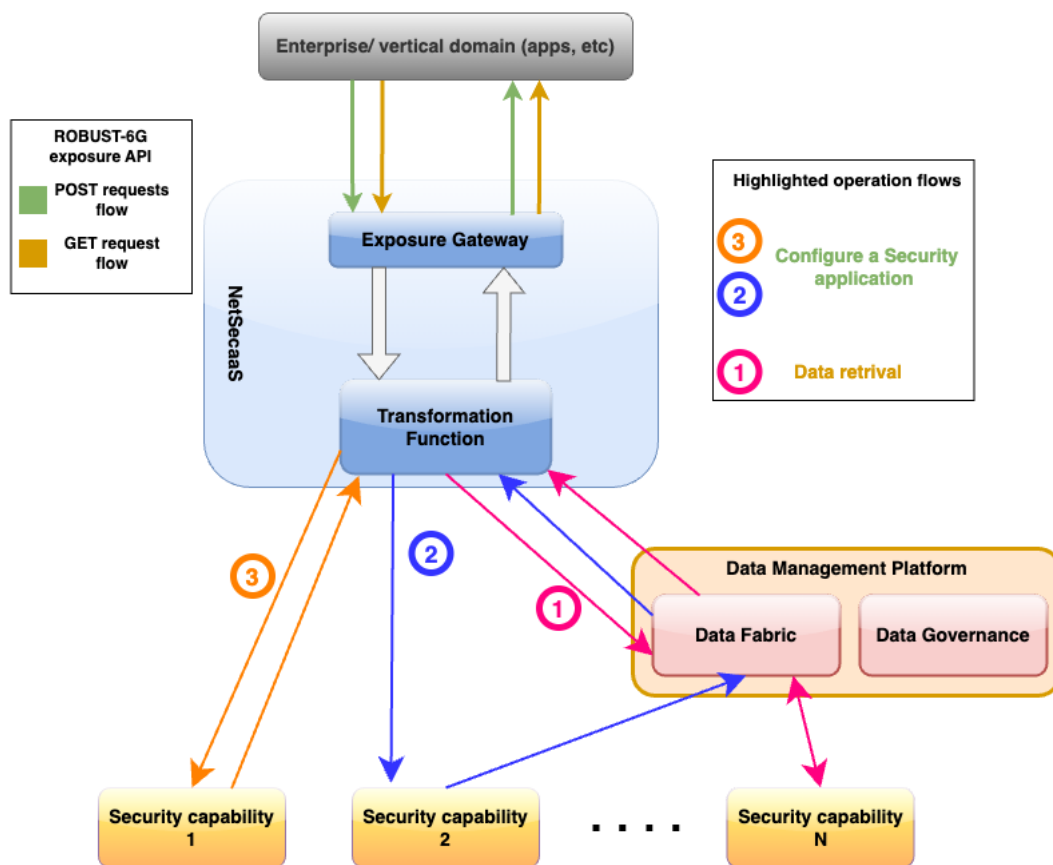 Enterprise/ vertical domain (apps, etc)
ROBUST-6G
exposure API
POST requests
flow
GET request
flow
Highlighted operation flows
3
Configure a Security
application
2
1
Data retrival
Exposure Gateway
NetSecaaS
Transformation
Function
3
2
1
Data Management Platform
Data Fabric
Data Governance
Security capability
1
Security capability
2
. . . .
Security capability
N